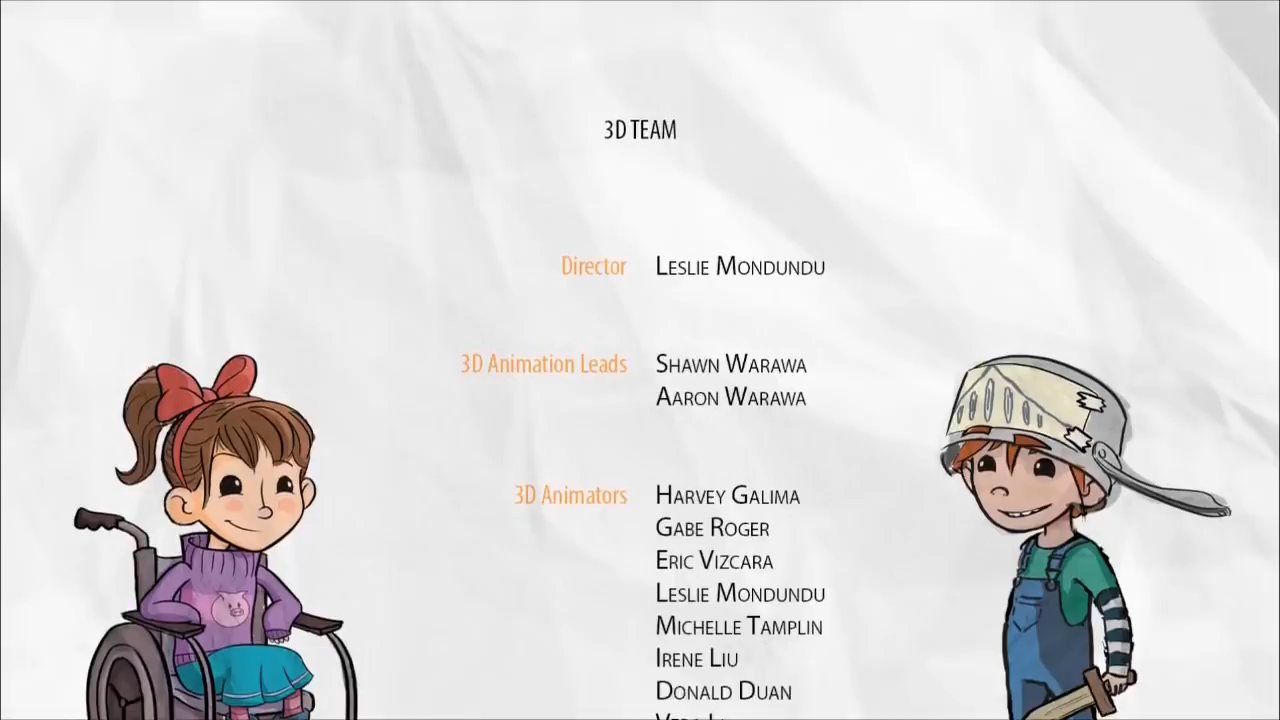 3D TEAM
Director LESLIE MONDUNDU
3D Animation Leads SHAWN WARAWA
AARON WARAWA
3D Animators HARVEY GALIMA
GABE ROGER
ERIC VIZCARA
LESLIE MONDUNDU
MICHELLE TAMPLIN
IRENE LIU
DONALD DUAN